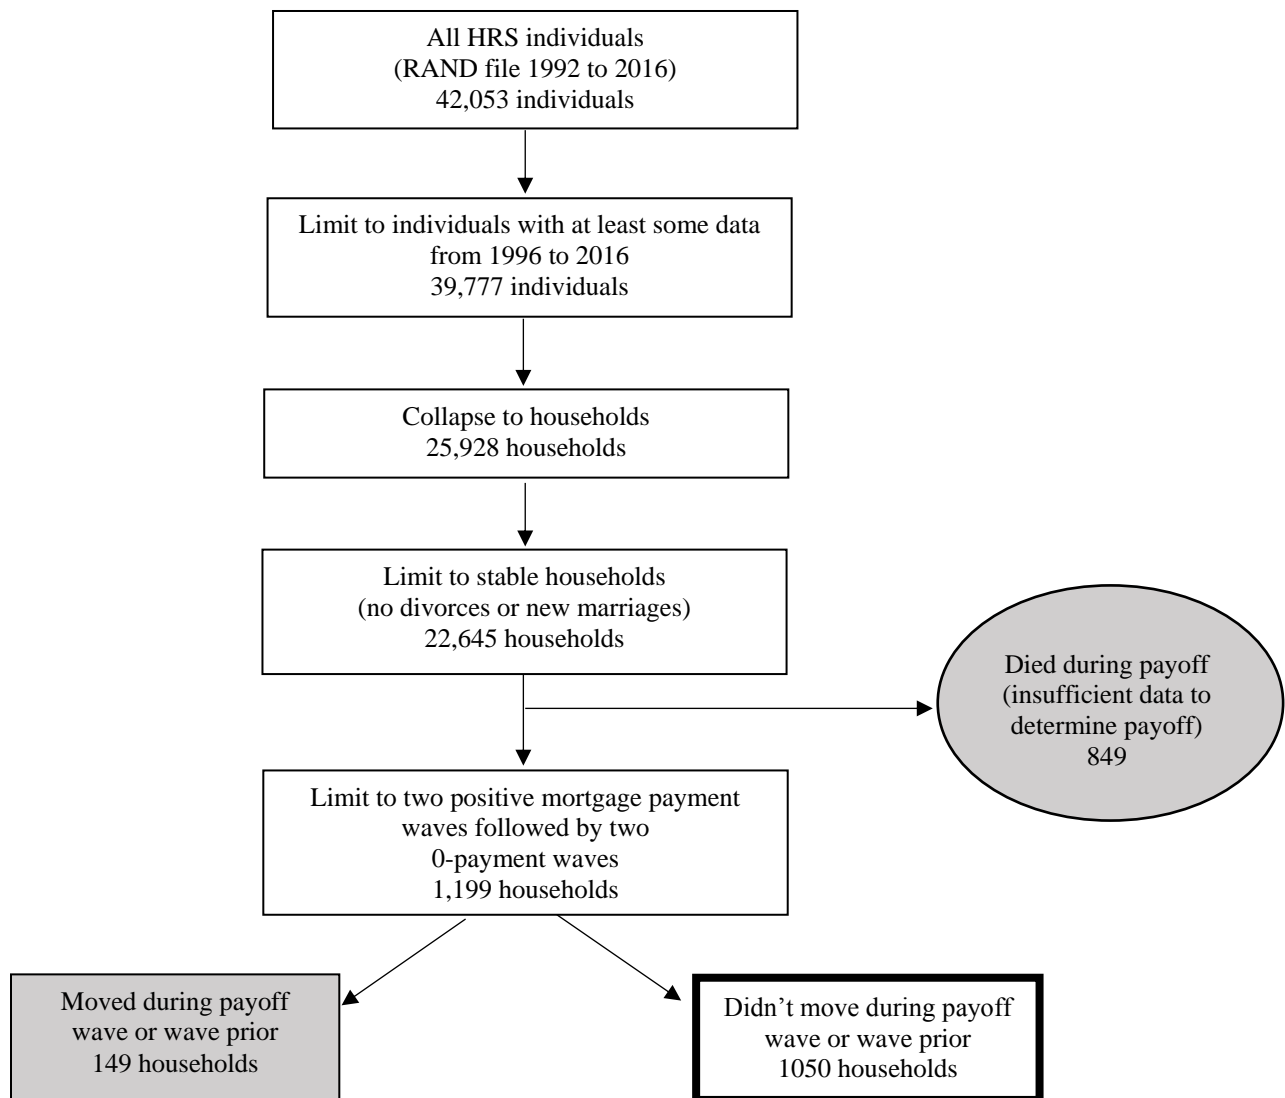 All HRS individuals
(RAND file 1992 to 2016)
42,053 individuals
Limit to individuals with at least some data
from 1996 to 2016
39,777 individuals
Collapse to households
25,928 households
Limit to stable households
(no divorces or new marriages)
22,645 households
Died during payoff
(insufficient data to
determine payoff)
849
Limit to two positive mortgage payment
waves followed by two
0-payment waves
1,199 households
Moved during payoff
wave or wave prior
149 households
Didn’t move during payoff
wave or wave prior
1050 households